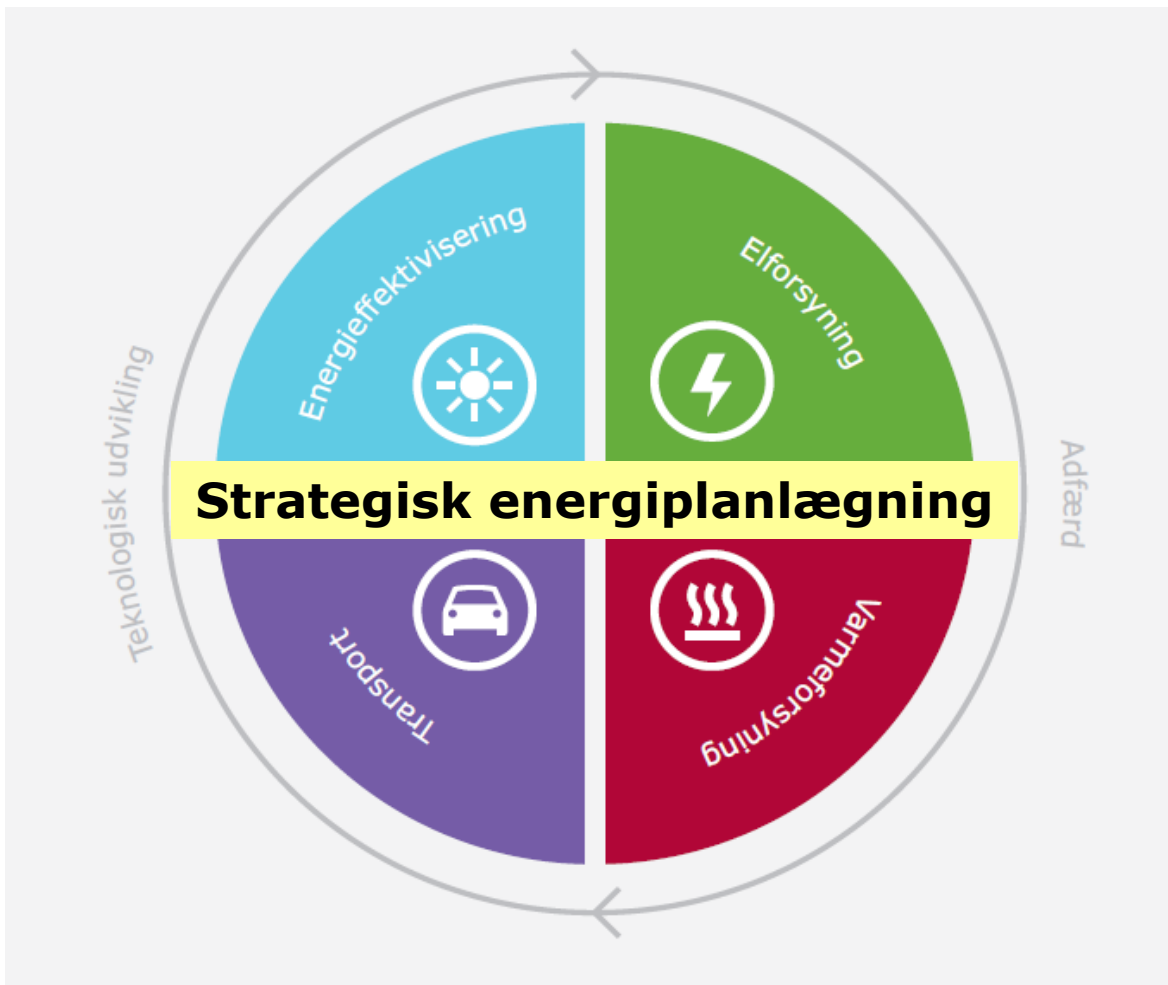 Energieffektivisering
Elforsyning
Teknologisk udvikling
Strategisk energiplanlægning
Adfærd
Transport
Varmeforsyning